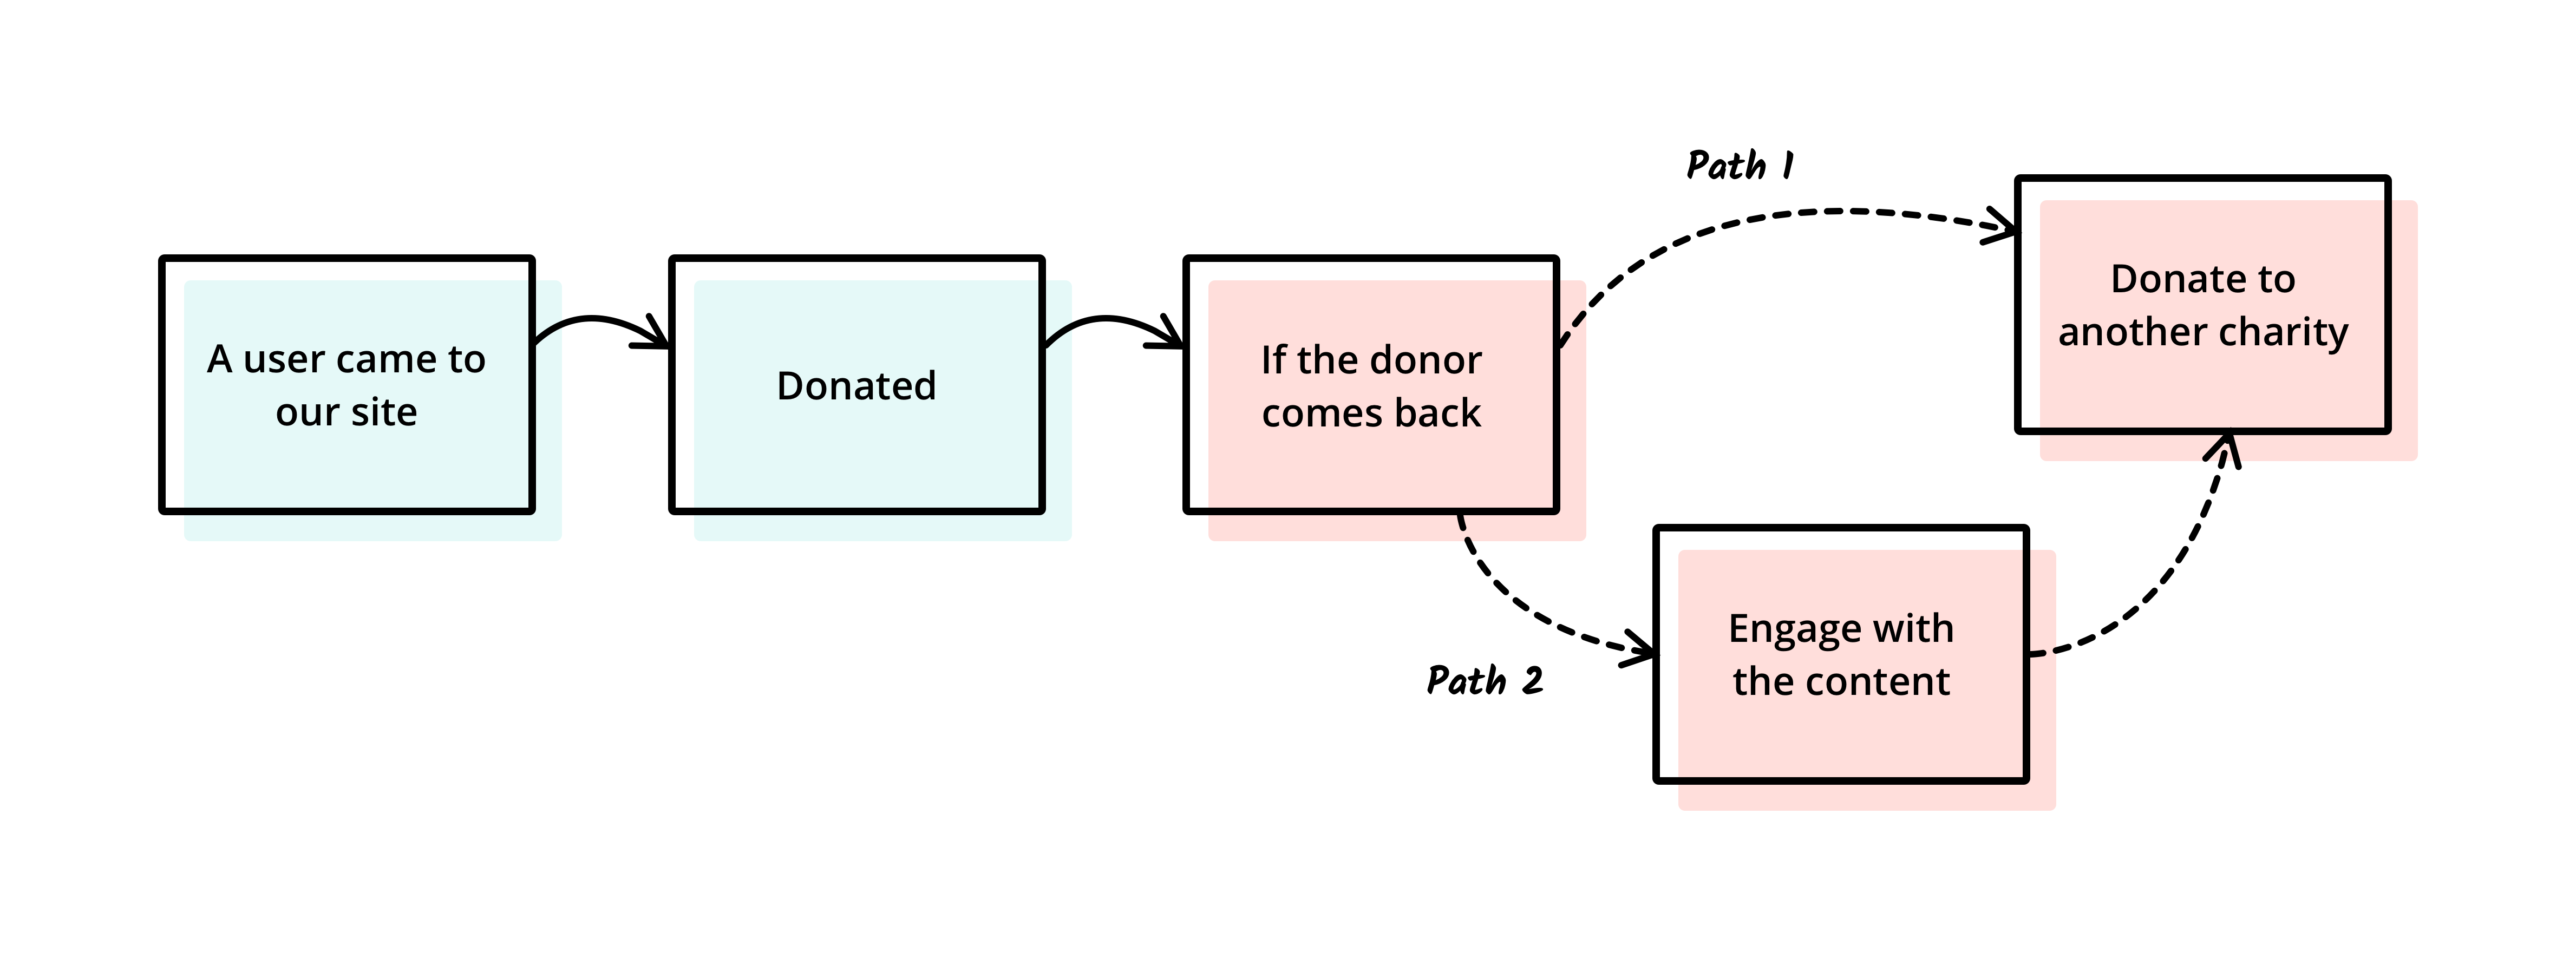 A user came to
our site
Donated
If the donor
comes back
Path 1
Donate to
another charity
Path 2
Engage with
the content